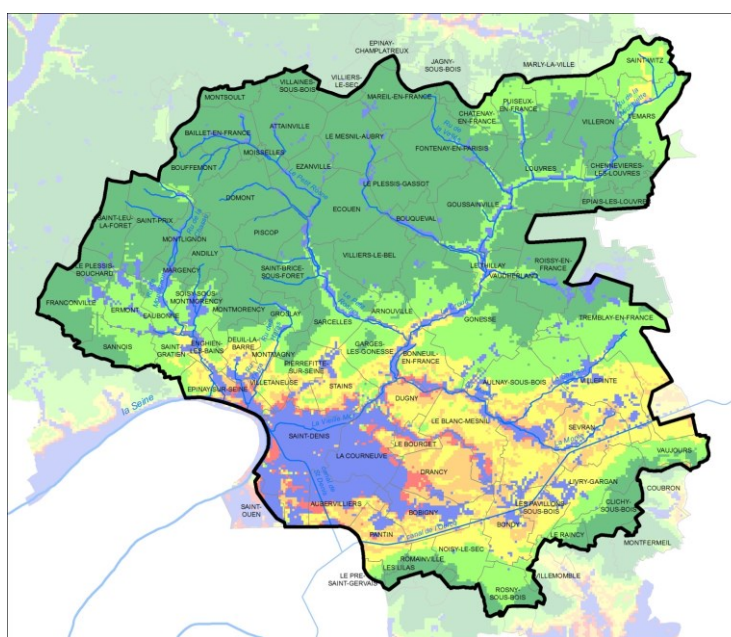 EPINAY-
CHAMPLATREUX
VILLAINES-
SOUS-BOIS
VILLIERS-
LE-SEC
JAGNY-
SOUS-BOIS
MARLY-LA-VILLE
SAINT-WITZ
MONTSOULT
MAREIL-EN-FRANCE
CHATENAY-
EN-FRANCE
PUISEUX-
EN-FRANCE
VILLERON
VEMARS
ATTAINVILLE
BAILLET-EN-FRANCE
MOISSELLES
LE MESNIL-AUBRY
FONTENAY-EN-PARISIS
BOUFFEMONT
EZANVILLE
LE PLESSIS-GASSOT
LOUVRES
CHENNEVIERES-
LES-LOUVRES
EPIAIS-LES-LOUVRE
DOMONT
ECOUEN
BOUQUEVAL
GOUSSAINVILLE
SAINT-LEU-
LA-FORET
SAINT-PRIX
PISCOP
MONTLIGNON
ANDILLY
VILLIERS-LE-BEL
LE THILLAY
VAUDHERLAND
ROISSY-EN-
FRANCE
LE PLESSIS-
BOUCHARD
MARGENCY
SAINT-BRICE-
SOUS-FORET
FRANCONVILLE
ERMONT
EAUBONNE
SOISY-SOUS-
MONTMORENCY
MONTMORENCY
GROSLAY
SARCELLES
ARNOUVILLE
GONESSE
TREMBLAY-EN-FRANCE
SANNOIS
SAINT-
GRATIEN
ENGHIEN-
LES-BAINS
DEUIL-LA-
BARRE
MONTMAGNY
PIERREFITTE-
SUR-SEINE
GARGES-
LES-GONESSE
BONNEUIL-
EN-FRANCE
EPINAY-SUR-SEINE
VILLETANEUSE
STAINS
DUGNY
AULNAY-SOUS-BOIS
VILLEPINTE
la Seine
SAINT-DENIS
LE BLANC-MESNIL
SEVRAN
LA COURNEUVE
LE BOURGET
DRANCY
VAUJOURS
LIVRY-GARGAN
COUBRON
SAINT-
OUEN
AUBERVILLIERS
BOBIGNY
LES PAVILLONS-
SOUS-BOIS
CLICHY-
SOUS-BOIS
PANTIN
canal de l'Ourcq
BONDY
LE RAINCY
MONTFERMEIL
NOISY-LE-SEC
ROMAINVILLE
LES LILAS
LE PRE-
SAINT-GERVAIS
VILLEMOMBLE
ROSNY-
SOUS-BOIS